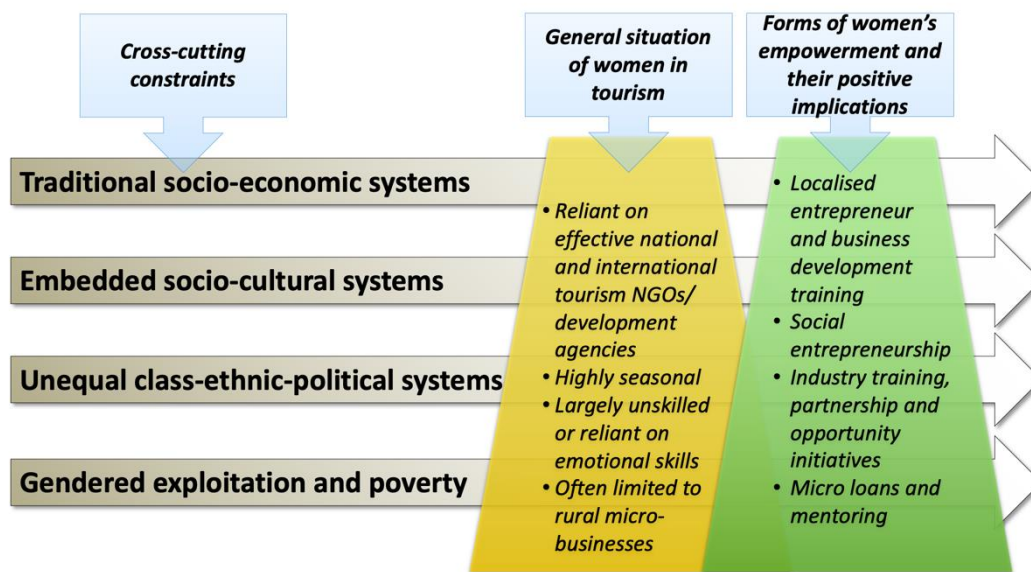 Cross-cutting
constraints
General situation
of women in
tourism
Forms of women's
empowerment and
their positive
implications
Traditional socio-economic systems
Embedded socio-cultural systems
Unequal class-ethnic-political systems
Gendered exploitation and poverty
• Reliant on
effective national
and international
tourism NGOs/
development
agencies
• Highly seasonal
• Largely unskilled
or reliant on
emotional skills
• Often limited to
rural micro-
businesses
• Localised
entrepreneur
and business
development
training
• Social
entrepreneurship
• Industry training,
partnership and
opportunity
initiatives
• Micro loans and
mentoring